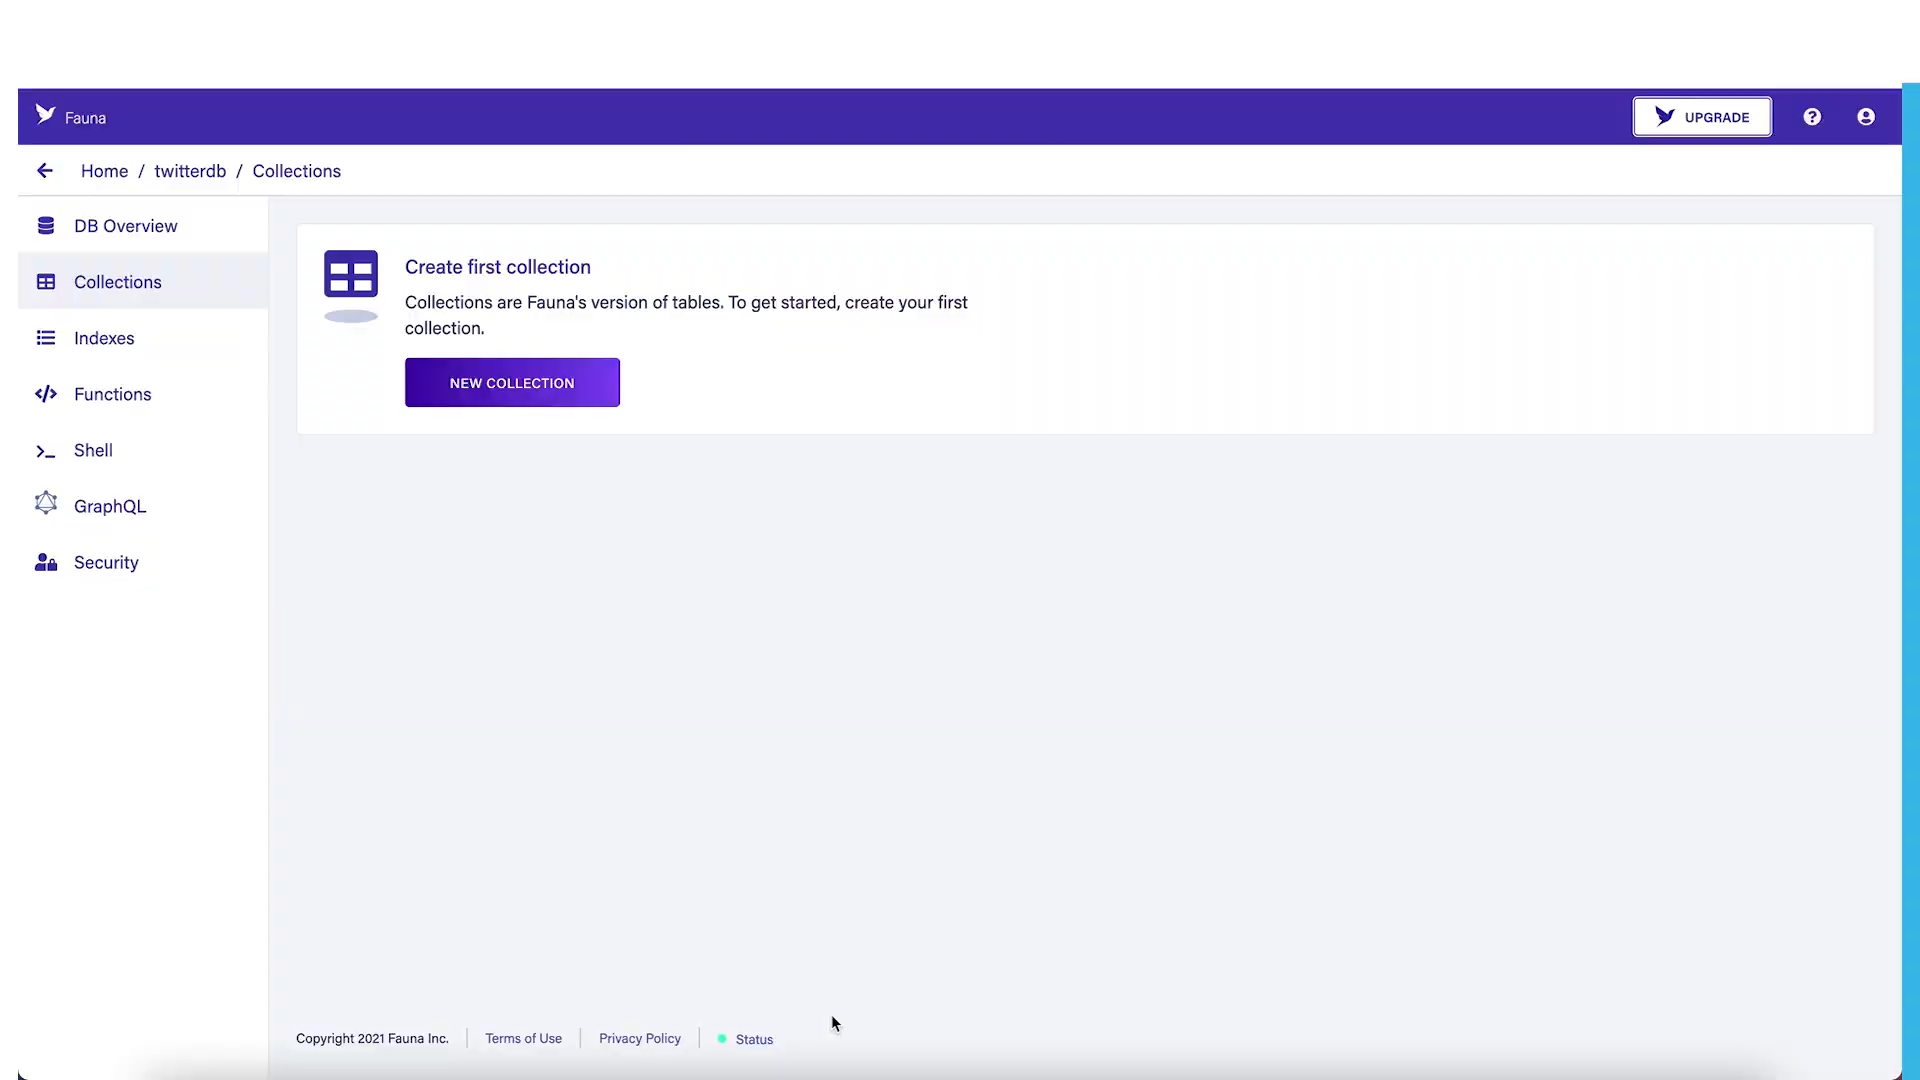 Fauna
UPGRADE
Home / twitterdb / Collections
DB Overview
Collections
Indexes
Functions
Shell
GraphQL
Security
Create first collection
Collections are Fauna's version of tables. To get started, create your first
collection.
NEW COLLECTION
Copyright 2021 Fauna Inc.
Terms of Use
Privacy Policy
Status